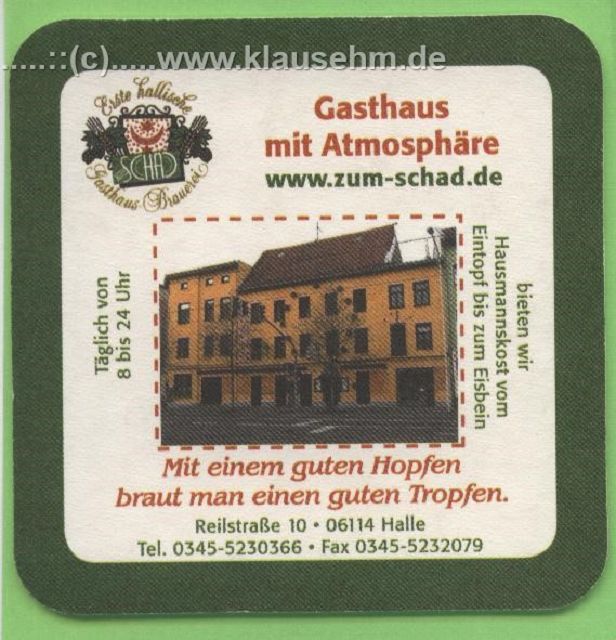 .....::(c).....www.klausehm.de
Erste hallische
SCHAD
Gasthaus-Brauerei
Gasthaus
mit Atmosphäre
www.zum-schad.de
Täglich von
8 bis 24 Uhr
bieten wir
Hausmannskost vom
Eintopf bis zum Eisbein
Mit einem guten Hopfen
braut man einen guten Tropfen.
Reilstraße 10 • 06114 Halle
Tel. 0345-5230366 • Fax 0345-5232079